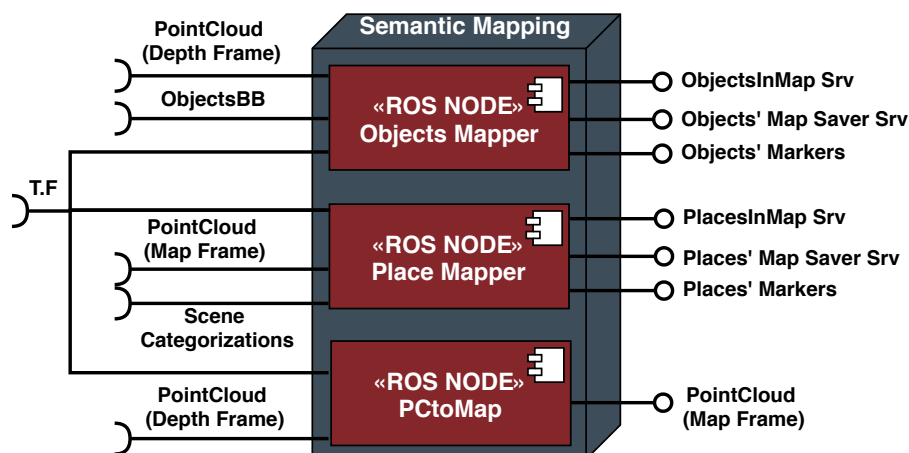 Semantic Mapping
PointCloud
(Depth Frame)
ObjectsBB
«ROS NODE»
Objects Mapper
ObjectsInMap Srv
Objects' Map Saver Srv
Objects' Markers
T.F
PointCloud
(Map Frame)
Scene
Categorizations
«ROS NODE»
Place Mapper
PlacesInMap Srv
Places' Map Saver Srv
Places' Markers
PointCloud
(Depth Frame)
«ROS NODE»
PCtoMap
PointCloud
(Map Frame)